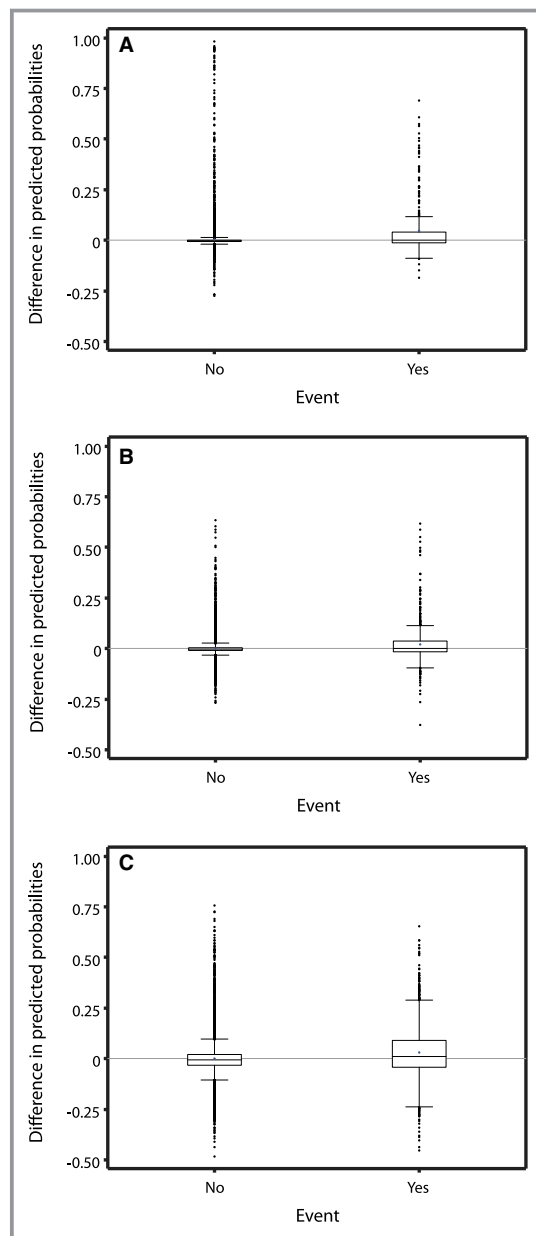 A
Difference in predicted probabilities
1.00
0.75
0.50
0.25
0
-0.25
-0.50
No Yes
Event
B
Difference in predicted probabilities
1.00
0.75
0.50
0.25
0
-0.25
-0.50
No Yes
Event
C
Difference in predicted probabilities
1.00
0.75
0.50
0.25
0
-0.25
-0.50
No Yes
Event